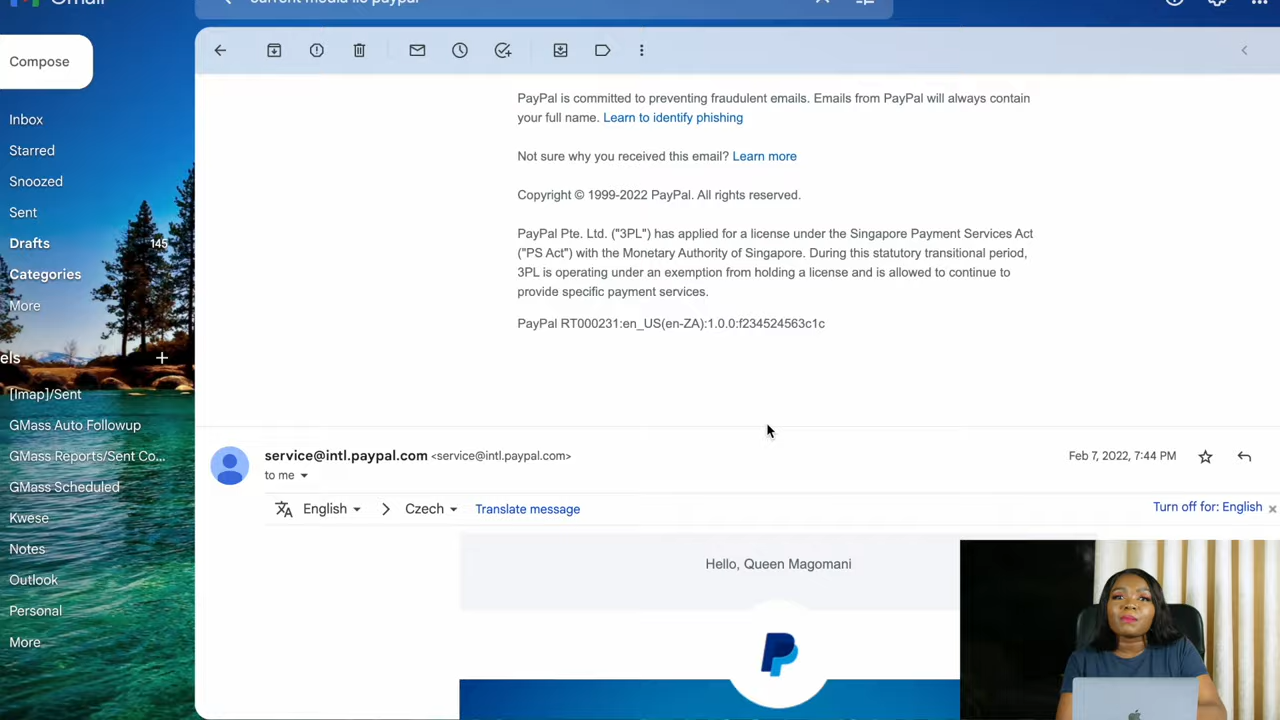 Gmail
current media llc paypal
Compose
Inbox
Starred
Snoozed
Sent
Drafts 145
Categories
More
els
[Imap]/Sent
GMass Auto Followup
GMass Reports/Sent Co...
GMass Scheduled
Kwese
Notes
Outlook
Personal
More
PayPal is committed to preventing fraudulent emails. Emails from PayPal will always contain
your full name. Learn to identify phishing
Not sure why you received this email? Learn more
Copyright © 1999-2022 PayPal. All rights reserved.
PayPal Pte. Ltd. ("3PL") has applied for a license under the Singapore Payment Services Act
("PS Act") with the Monetary Authority of Singapore. During this statutory transitional period,
3PL is operating under an exemption from holding a license and is allowed to continue to
provide specific payment services.
PayPal RT000231:en_US(en-ZA):1.0.0:f234524563c1c
service@intl.paypal.com <service@intl.paypal.com> Feb 7, 2022, 7:44 PM
to me
English > Czech Translate message Turn off for: English ×
Hello, Queen Magomani